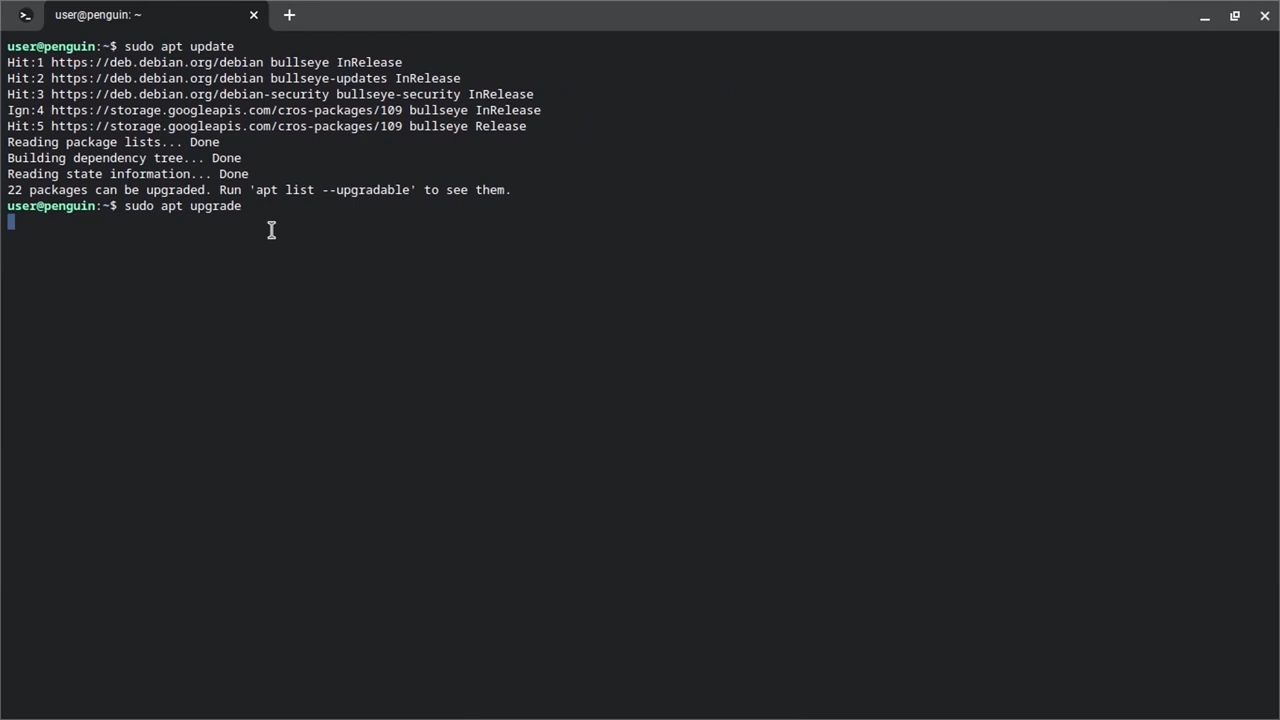 user@penguin: ~
user@penguin:~$ sudo apt update
Hit:1 https://deb.debian.org/debian bullseye InRelease
Hit:2 https://deb.debian.org/debian bullseye-updates InRelease
Hit:3 https://deb.debian.org/debian-security bullseye-security InRelease
Ign:4 https://storage.googleapis.com/cros-packages/109 bullseye InRelease
Hit:5 https://storage.googleapis.com/cros-packages/109 bullseye Release
Reading package lists... Done
Building dependency tree... Done
Reading state information... Done
22 packages can be upgraded. Run 'apt list --upgradable' to see them.
user@penguin:~$ sudo apt upgrade